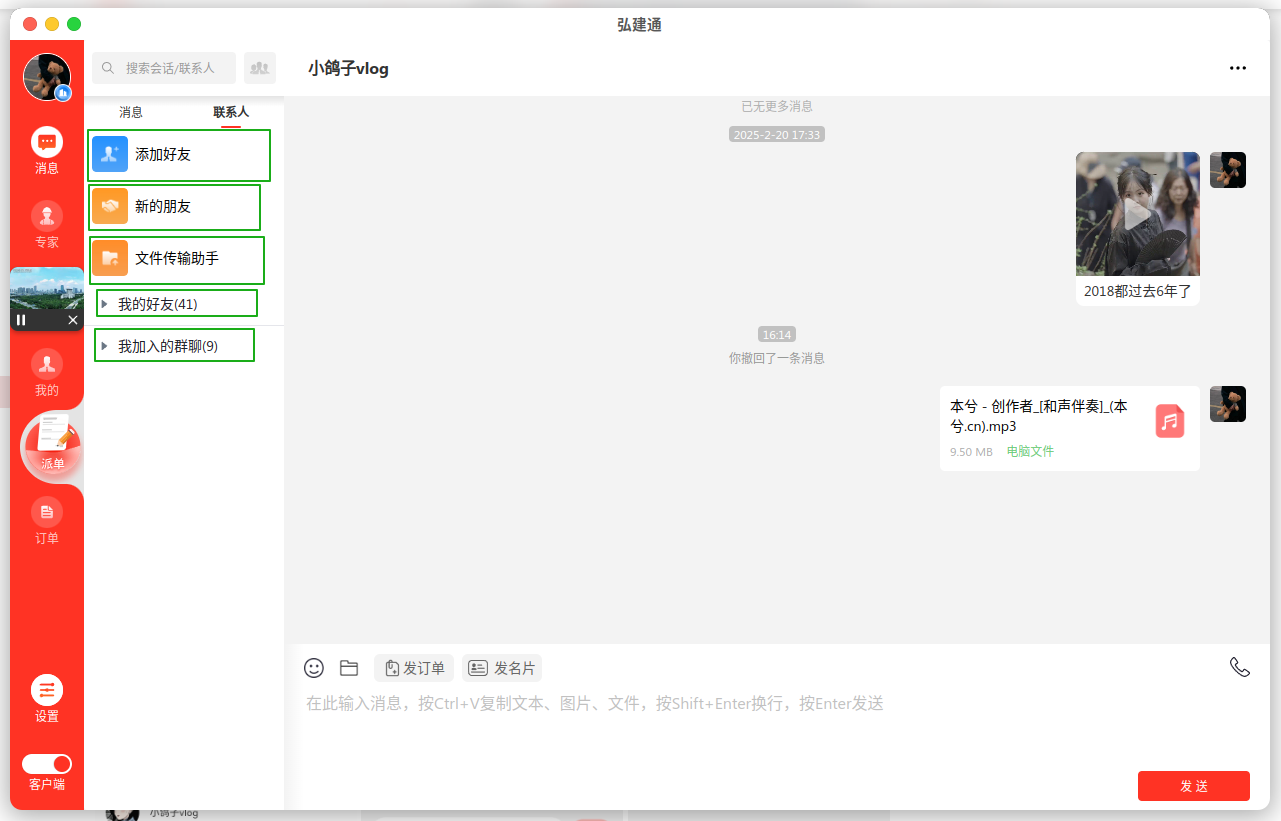 弘建通
搜索会话/联系人
小鸽子vlog
消息
联系人
添加好友
新的朋友
文件传输助手
我的好友(41)
我加入的群聊(9)
消息
专家
我的
派单
订单
设置
客户端
已无更多消息
2025-2-20 17:33
2018都过去6年了
16:14
你撤回了一条消息
本兮 - 创作者_[和声伴奏]_(本
兮.cn).mp3
9.50 MB 电脑文件
发订单
发名片
在此输入消息，按Ctrl+V复制文本、图片、文件，按Shift+Enter换行，按Enter发送
发 送
小鸽子vlog